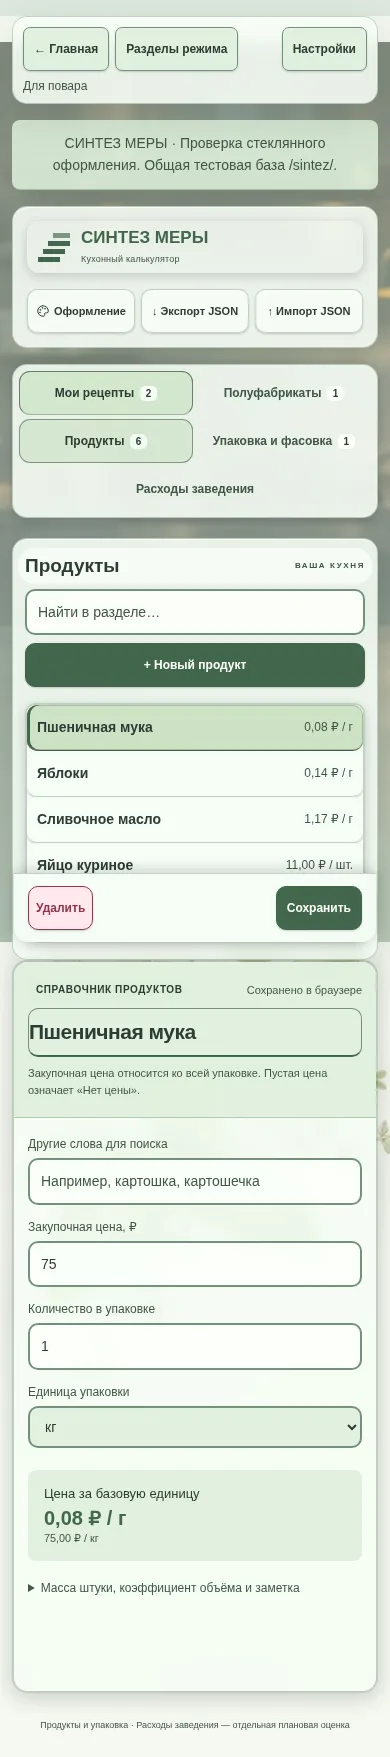 ← Главная
Разделы режима
Настройки
Для повара
СИНТЕЗ МЕРЫ · Проверка стеклянного
оформления. Общая тестовая база /sintez/.
СИНТЕЗ МЕРЫ
Кухонный калькулятор
Оформление
↓ Экспорт JSON
↑ Импорт JSON
Мои рецепты 2
Полуфабрикаты 1
Продукты 6
Упаковка и фасовка 1
Расходы заведения
Продукты
ВАША КУХНЯ
Найти в разделе…
+ Новый продукт
Пшеничная мука 0,08 ₽ / г
Яблоки 0,14 ₽ / г
Сливочное масло 1,17 ₽ / г
Яйцо куриное 11,00 ₽ / шт.
Удалить
Сохранить
СПРАВОЧНИК ПРОДУКТОВ
Сохранено в браузере
Пшеничная мука
Закупочная цена относится ко всей упаковке. Пустая цена
означает «Нет цены».
Другие слова для поиска
Например, картошка, картошечка
Закупочная цена, ₽
75
Количество в упаковке
1
Единица упаковки
кг
Цена за базовую единицу
0,08 ₽ / г
75,00 ₽ / кг
Масса штуки, коэффициент объёма и заметка
Продукты и упаковка · Расходы заведения — отдельная плановая оценка